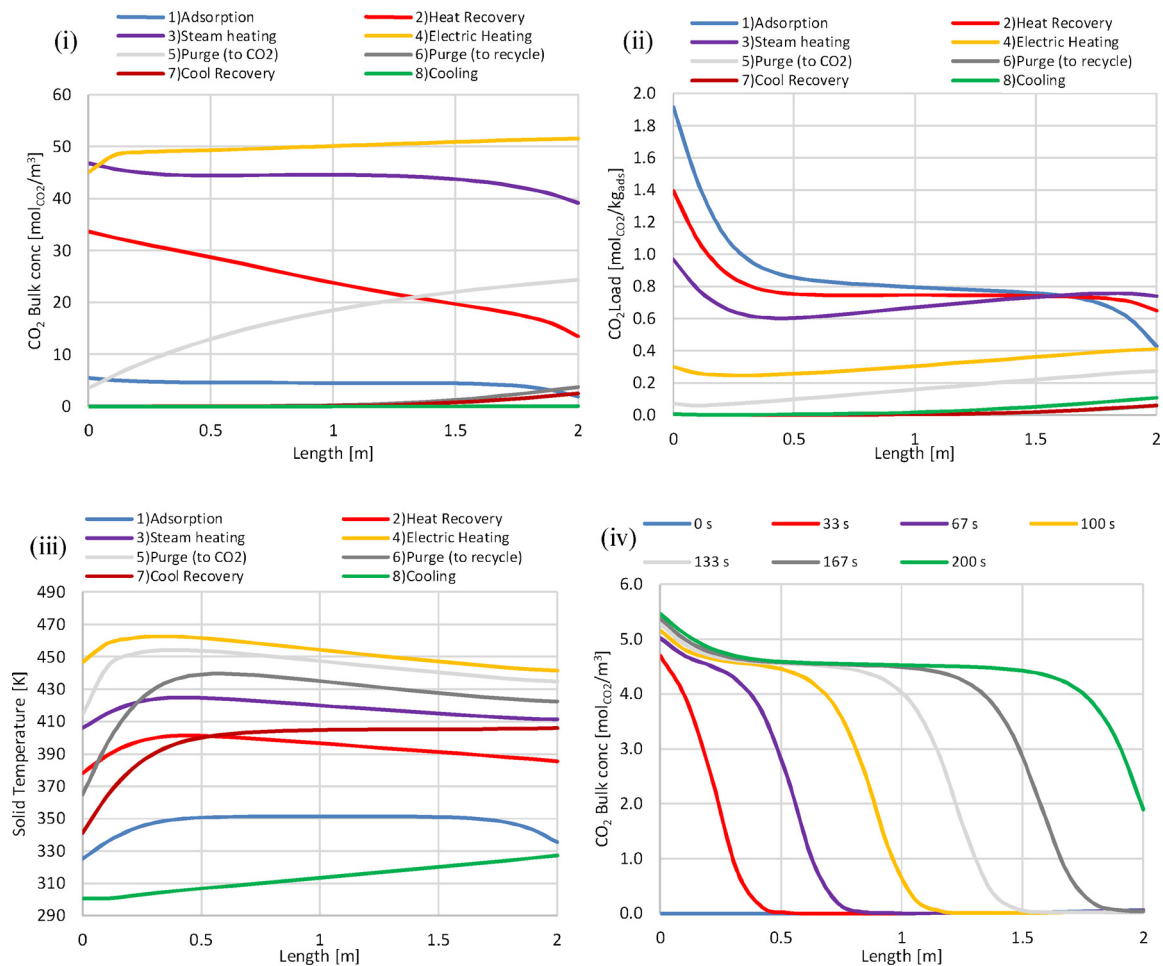 (i)
1)Adsorption 2)Heat Recovery
3)Steam heating 4)Electric Heating
5)Purge (to CO2) 6)Purge (to recycle)
7)Cool Recovery 8)Cooling
60
50
40
30
20
10
0
CO2 Bulk conc [molCO2/m3]
0 0.5 1 1.5 2
Length [m]
(ii)
1)Adsorption 2)Heat Recovery
3)Steam heating 4)Electric Heating
5)Purge (to CO2) 6)Purge (to recycle)
7)Cool Recovery 8)Cooling
2.0
1.8
1.6
1.4
1.2
1.0
0.8
0.6
0.4
0.2
0.0
CO2Load [molCO2/kgads]
0 0.5 1 1.5 2
Length [m]
(iii)
1)Adsorption 2)Heat Recovery
3)Steam heating 4)Electric Heating
5)Purge (to CO2) 6)Purge (to recycle)
7)Cool Recovery 8)Cooling
490
470
450
430
410
390
370
350
330
310
290
Solid Temperature [K]
0 0.5 1 1.5 2
Length [m]
(iv)
0 s 33 s 67 s 100 s
133 s 167 s 200 s
6.0
5.0
4.0
3.0
2.0
1.0
0.0
CO2 Bulk conc [molCO2/m3]
0 0.5 1 1.5 2
Length [m]